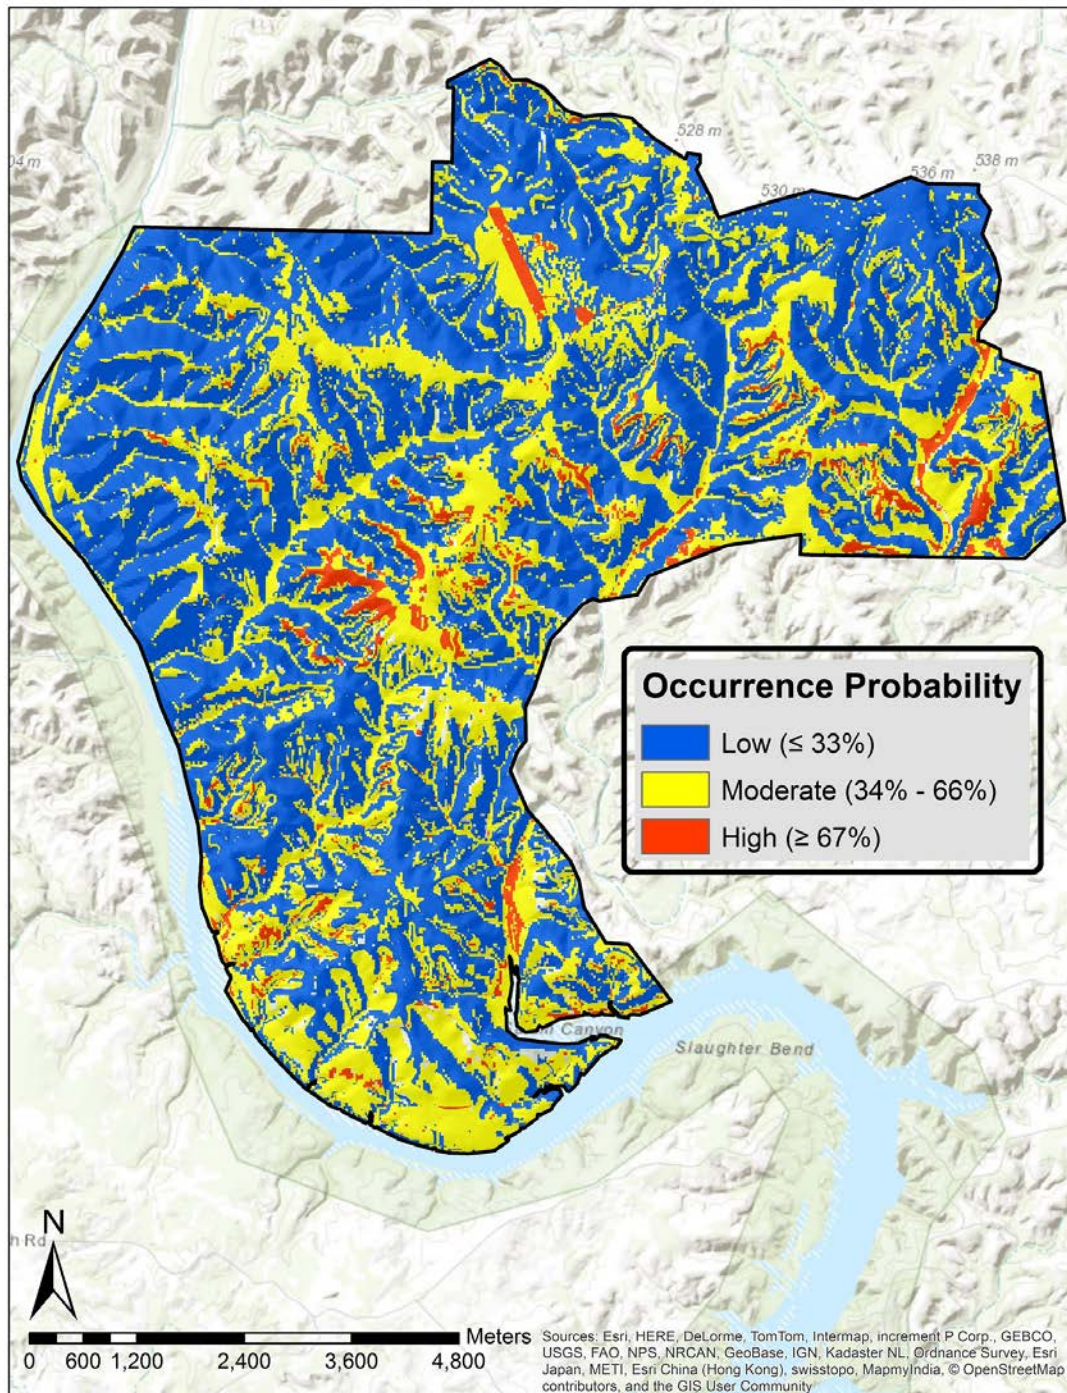 528 m
538 m
536 m
530 m
04 m
Occurrence Probability
Low (≤ 33%)
Moderate (34% - 66%)
High (≥ 67%)
Canyon
Slaughter Bend
N
h Rd
Meters
0 600 1,200 2,400 3,600 4,800
Sources: Esri, HERE, DeLorme, TomTom, Intermap, increment P Corp., GEBCO,
USGS, FAO, NPS, NRCAN, GeoBase, IGN, Kadaster NL, Ordnance Survey, Esri
Japan, METI, Esri China (Hong Kong), swisstopo, MapmyIndia, © OpenStreetMap
contributors, and the GIS User Community